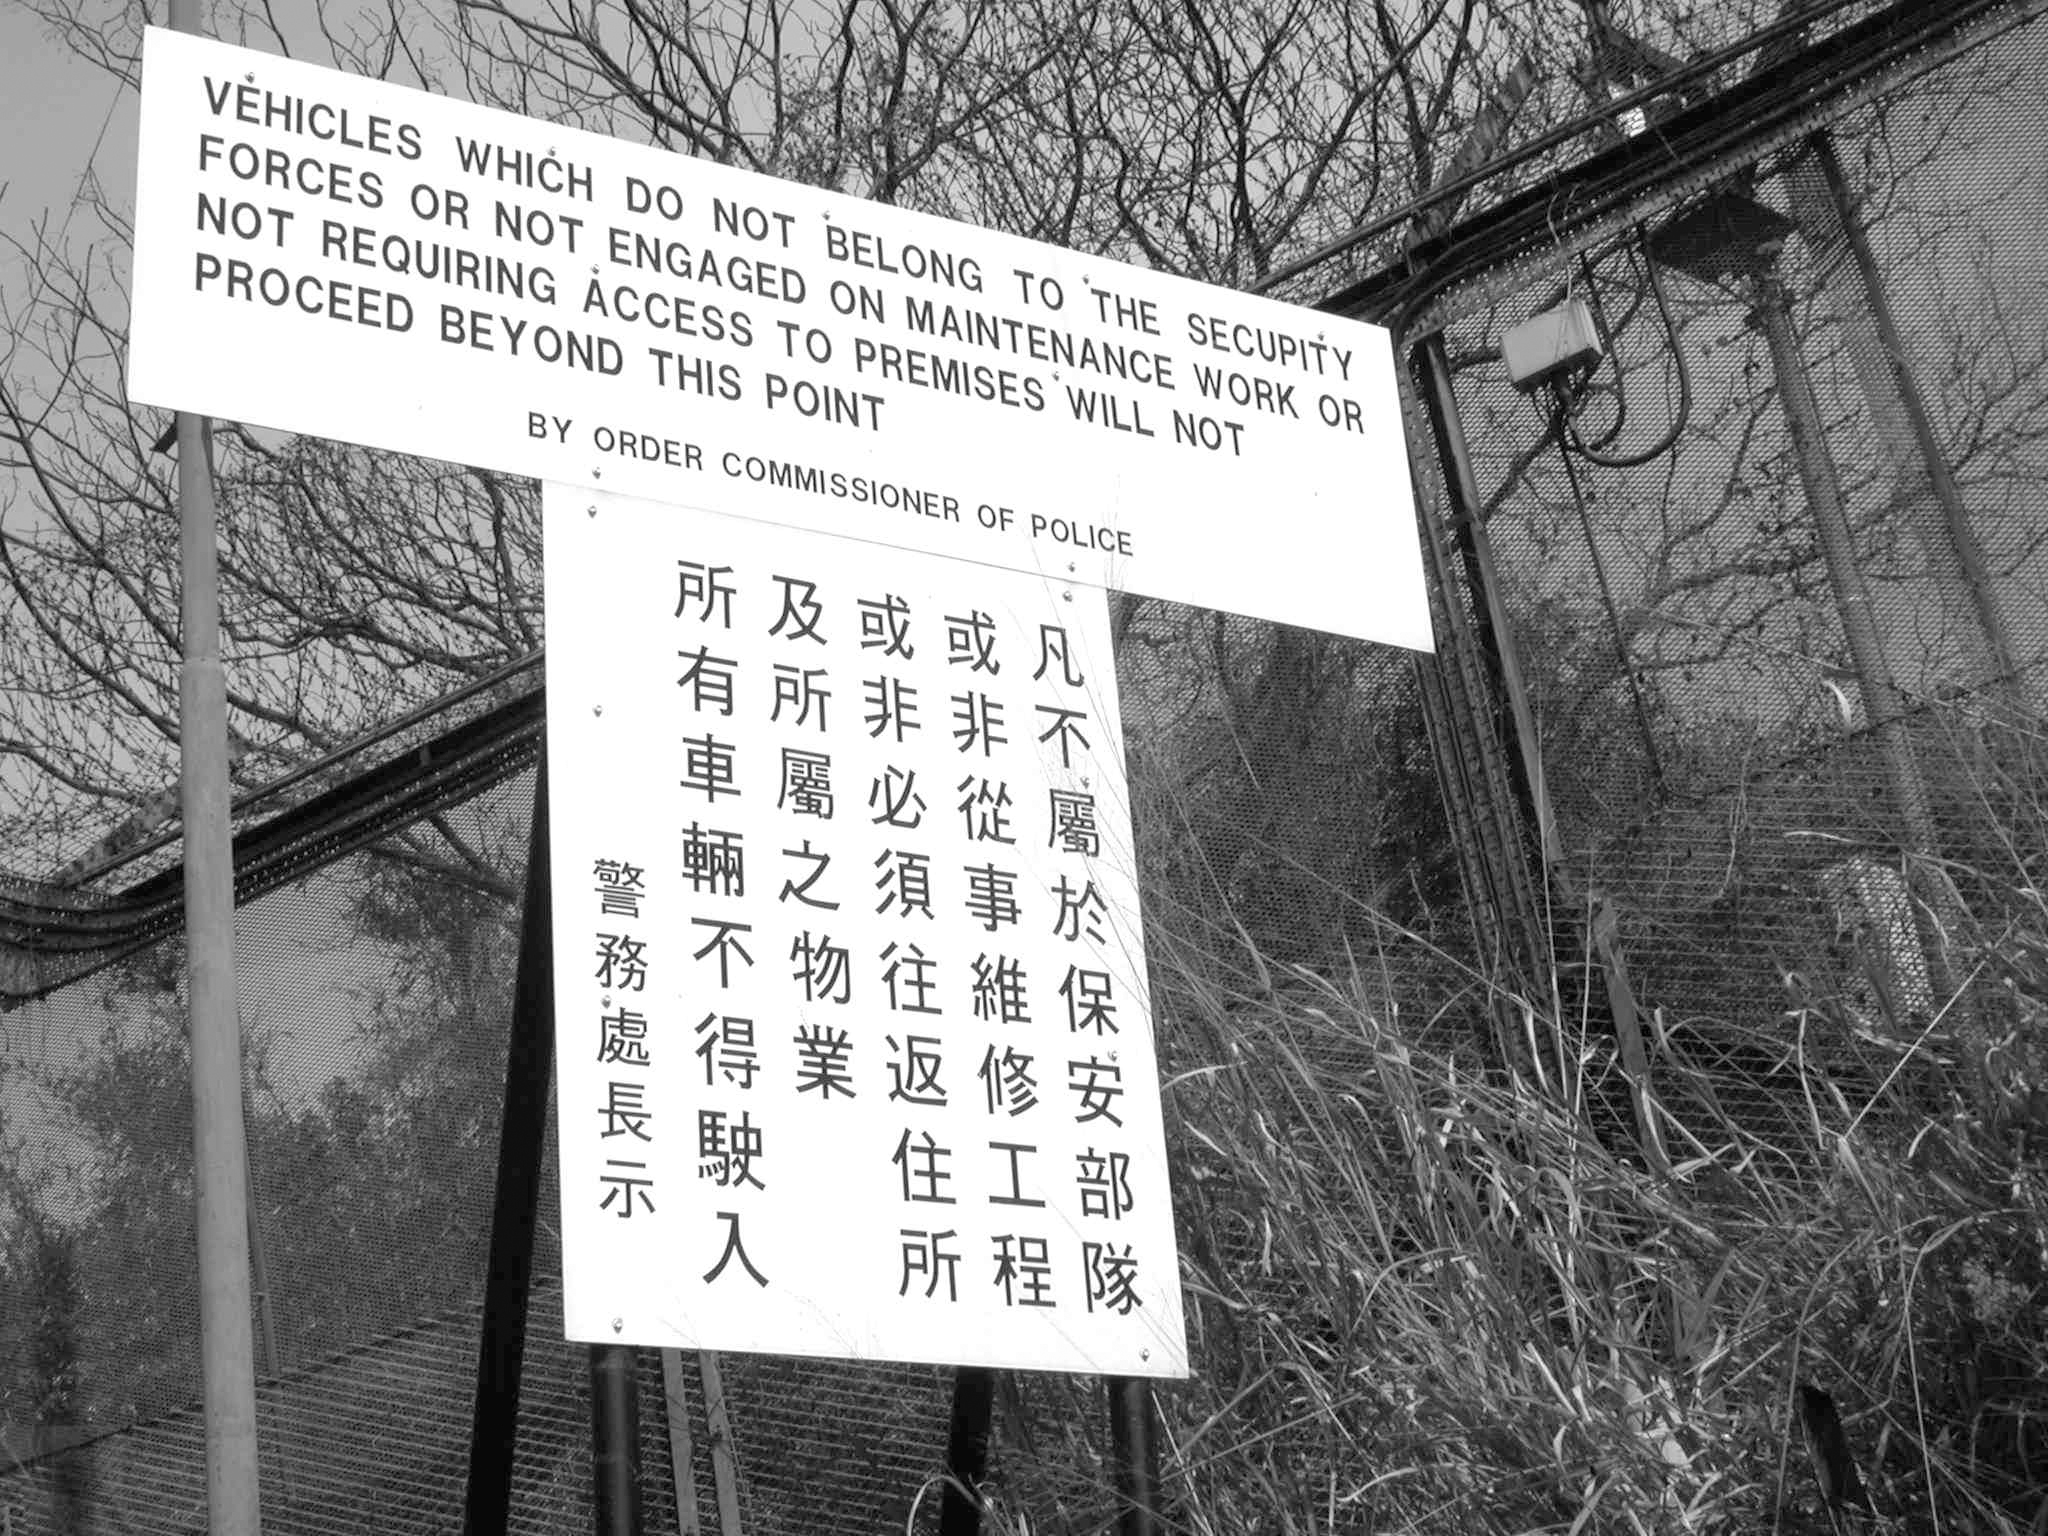 VEHICLES WHICH DO NOT BELONG TO THE SECUPITY
FORCES OR NOT ENGAGED ON MAINTENANCE WORK OR
NOT REQUIRING ACCESS TO PREMISES WILL NOT
PROCEED BEYOND THIS POINT
BY ORDER COMMISSIONER OF POLICE
凡不屬於保安部隊
或非從事維修工程
或非必須往返住所
及所屬之物業
所有車輛不得駛入
警務處長示